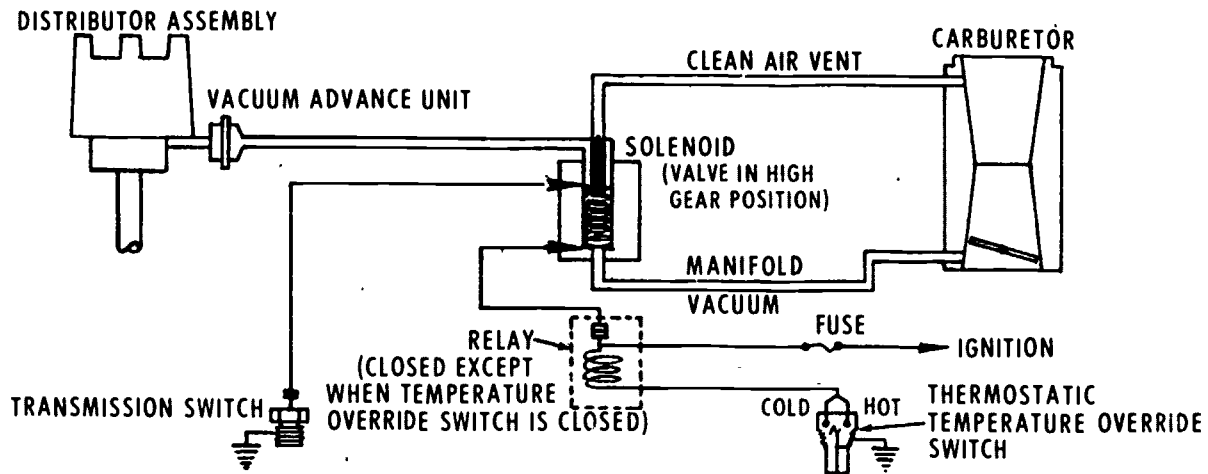 DISTRIBUTOR ASSEMBLY
CARBURETOR
CLEAN AIR VENT
VACUUM ADVANCE UNIT
SOLENOID
(VALVE IN HIGH
GEAR POSITION)
MANIFOLD
VACUUM
FUSE
IGNITION
RELAY
(CLOSED EXCEPT
WHEN TEMPERATURE
OVERRIDE SWITCH IS CLOSED)
TRANSMISSION SWITCH
COLD
HOT
THERMOSTATIC
TEMPERATURE OVERRIDE
SWITCH